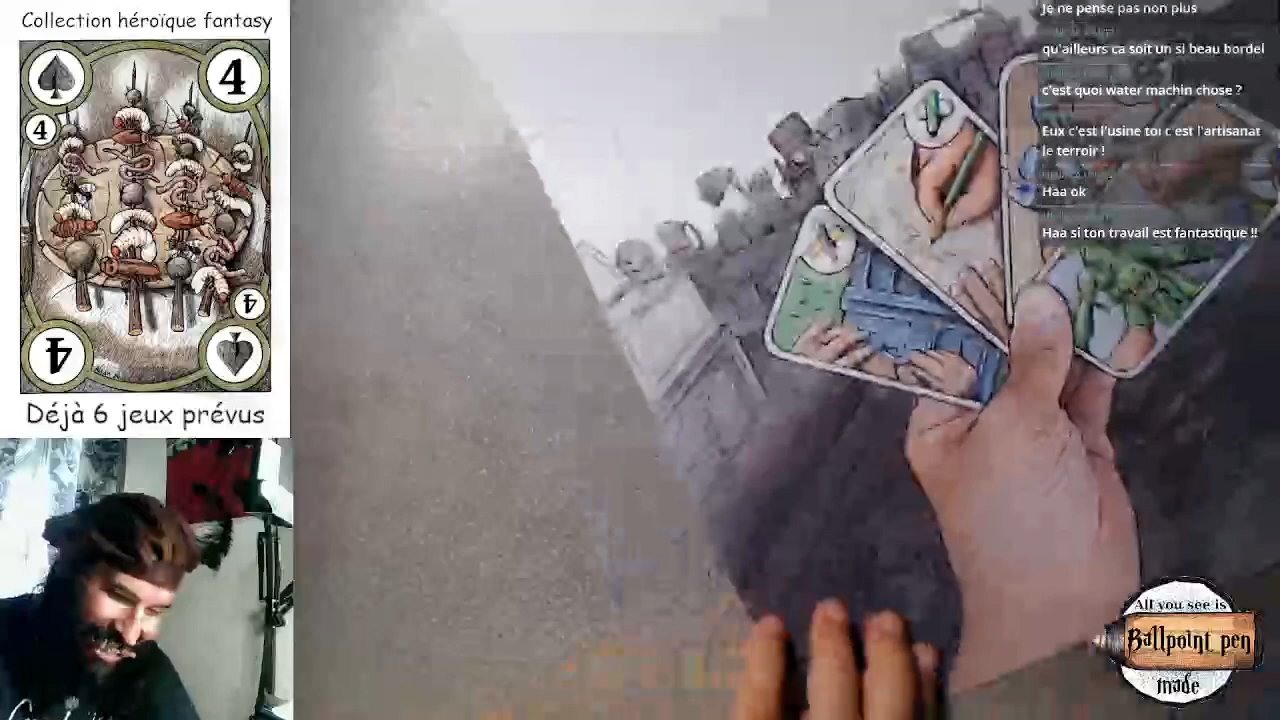 Collection héroïque fantasy
4
4
4
4
Déjà 6 jeux prévus
Je ne pense pas non plus
qu'ailleurs ca soit un si beau bordel
c'est quoi water machin chose ?
Eux c'est l'usine toi c est l'artisanat
le terroir !
Haa ok
Haa si ton travail est fantastique !!
All you see is
Ballpoint pen
made